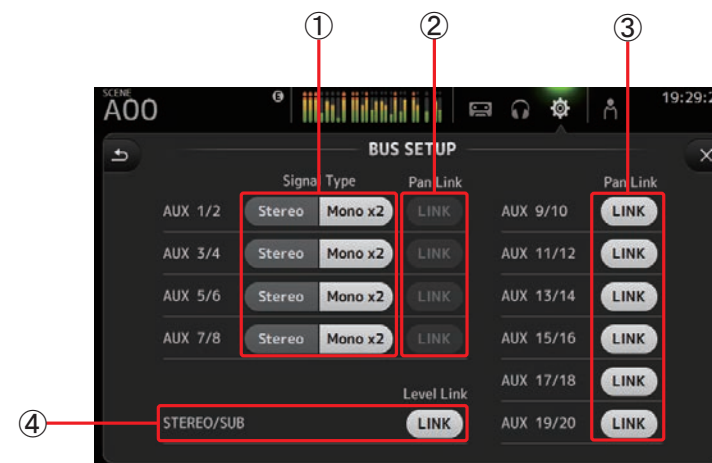 ① ② ③
SCENE
A00
E
19:29:2
BUS SETUP
Signal Type Pan Link Pan Link
AUX 1/2 Stereo Mono x2 LINK AUX 9/10 LINK
AUX 3/4 Stereo Mono x2 LINK AUX 11/12 LINK
AUX 5/6 Stereo Mono x2 LINK AUX 13/14 LINK
AUX 7/8 Stereo Mono x2 LINK AUX 15/16 LINK
Level Link AUX 17/18 LINK
④ STEREO/SUB LINK AUX 19/20 LINK